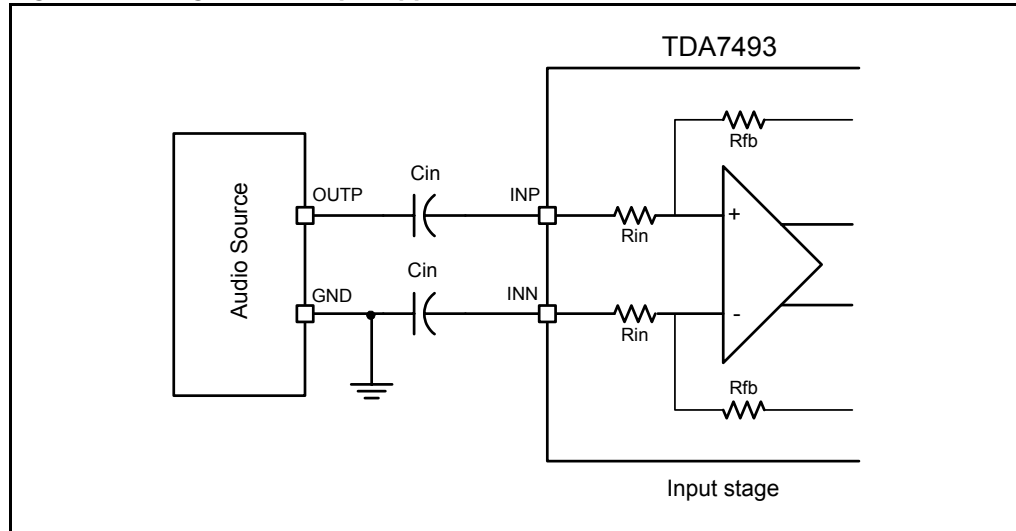 TDA7493
Rfb
Cin
OUTP
INP
+
Rin
Audio Source
Cin
GND
INN
-
Rin
Rfb
Input stage